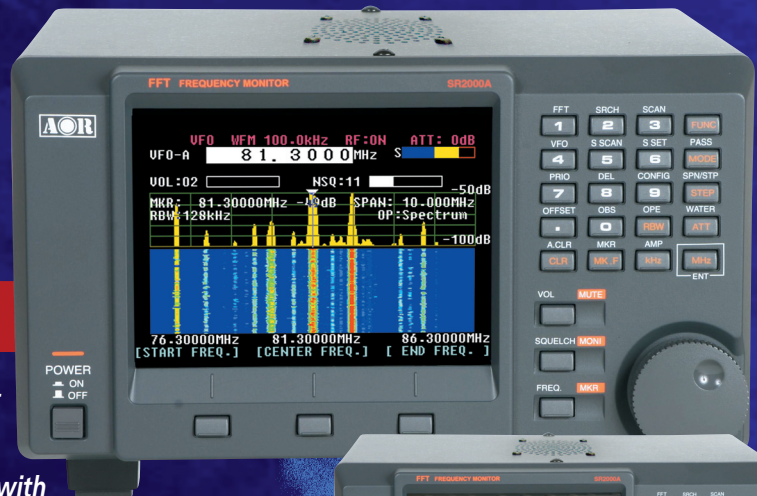 FFT FREQUENCY MONITOR SR2000A
AOR
VFO WFM 100.0kHz RF:ON ATT: 0dB
VFO-A 81.3000MHz S
VOL:02 NSQ:11
-50dB
MKR: 81.30000MHz -49dB SPAN: 10.000MHz
RBW:128kHz OP:Spectrum
-100dB
76.30000MHz 81.30000MHz 86.30000MHz
[START FREQ.] [CENTER FREQ.] [ END FREQ. ]
POWER
ON
OFF
FFT SRCH SCAN
1 2 3 FUNC
VFO S SCAN S SET PASS
4 5 6 MODE
PRIO DEL CONFIG SPN/STP
7 8 9 STEP
OFFSET OBS OPE WATER
. 0 RBW ATT
A.CLR MKR AMP
CLR MK.F kHz MHz
ENT
VOL MUTE
SQUELCH MONI
FREQ. MKR
with
FFT FREQUENCY MONITOR SR2000A
FFT SRCH SCAN